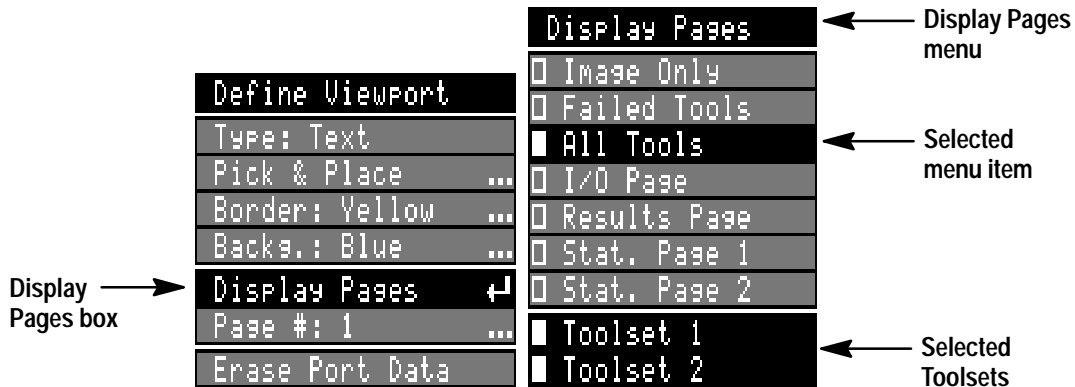 Define Viewport
Type: Text
Pick & Place ...
Border: Yellow ...
Backg.: Blue ...
Display Pages ↵
Page #: 1 ...
Erase Port Data
Display
Pages box
Display Pages
Image Only
Failed Tools
All Tools
I/O Page
Results Page
Stat. Page 1
Stat. Page 2
Toolset 1
Toolset 2
Display Pages
menu
Selected
menu item
Selected
Toolsets